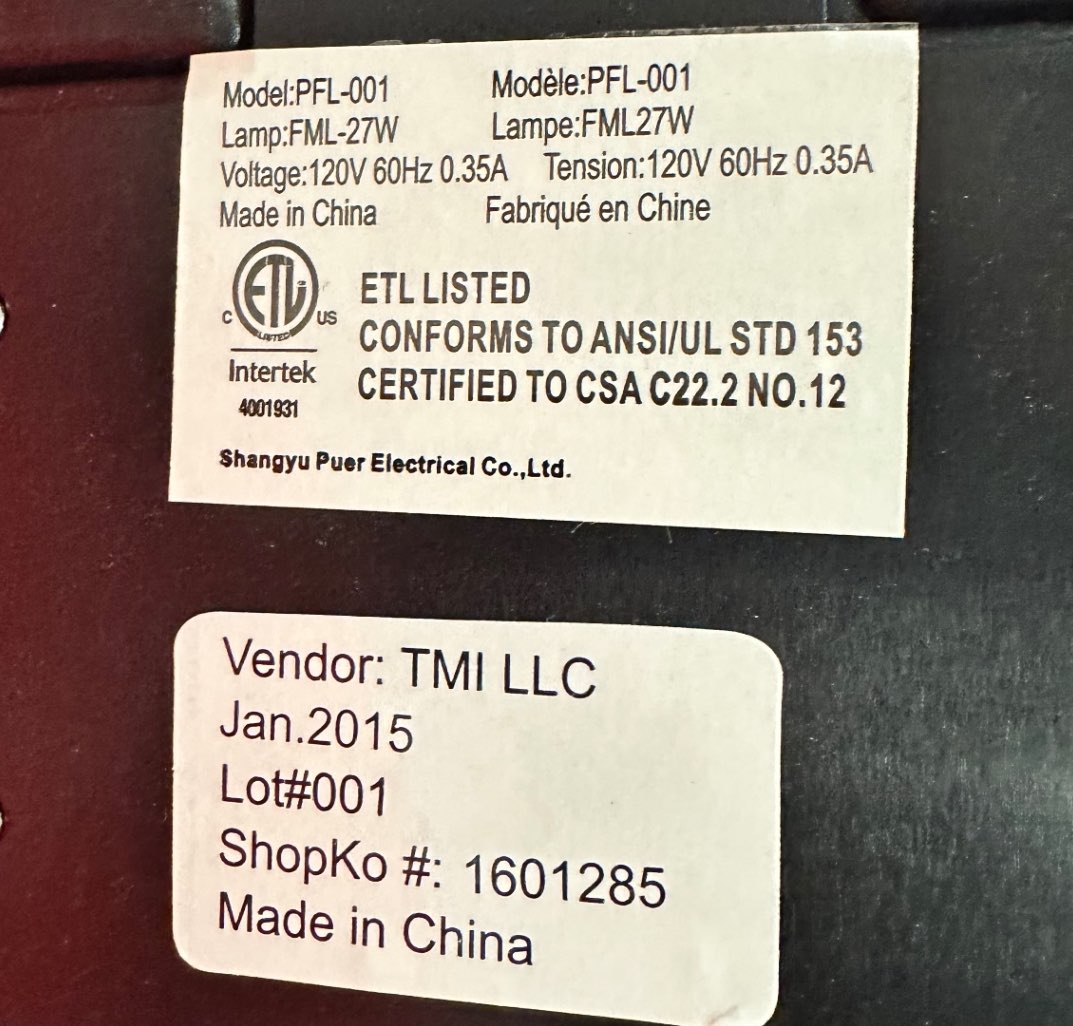 Model:PFL-001 Modèle:PFL-001
Lamp:FML-27W Lampe:FML27W
Voltage:120V 60Hz 0.35A Tension:120V 60Hz 0.35A
Made in China Fabriqué en Chine
ETL
C US
LISTED
Intertek
4001931
ETL LISTED
CONFORMS TO ANSI/UL STD 153
CERTIFIED TO CSA C22.2 NO.12
Shangyu Puer Electrical Co.,Ltd.
Vendor: TMI LLC
Jan.2015
Lot#001
ShopKo #: 1601285
Made in China